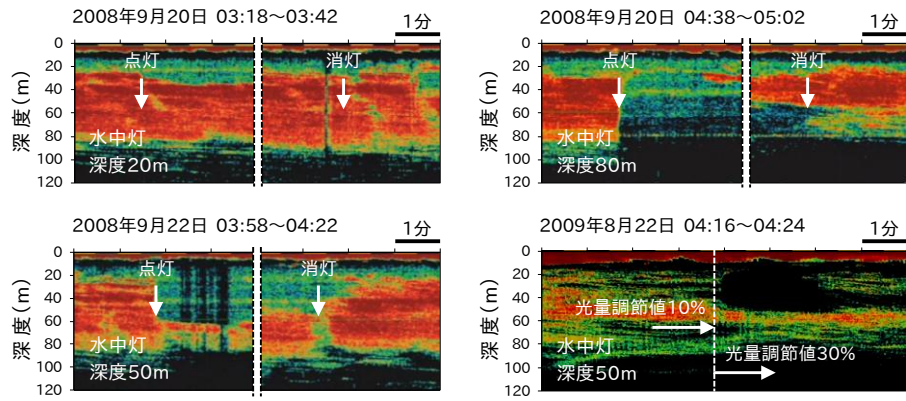 2008年9月20日 03:18～03:42
1分
深度(m)
0
20
40
60
80
100
120
点灯
消灯
水中灯
深度20m
2008年9月20日 04:38～05:02
1分
深度(m)
0
20
40
60
80
100
120
点灯
消灯
水中灯
深度80m
2008年9月22日 03:58～04:22
1分
深度(m)
0
20
40
60
80
100
120
点灯
消灯
水中灯
深度50m
2009年8月22日 04:16～04:24
1分
深度(m)
0
20
40
60
80
100
120
光量調節値10%
光量調節値30%
水中灯
深度50m